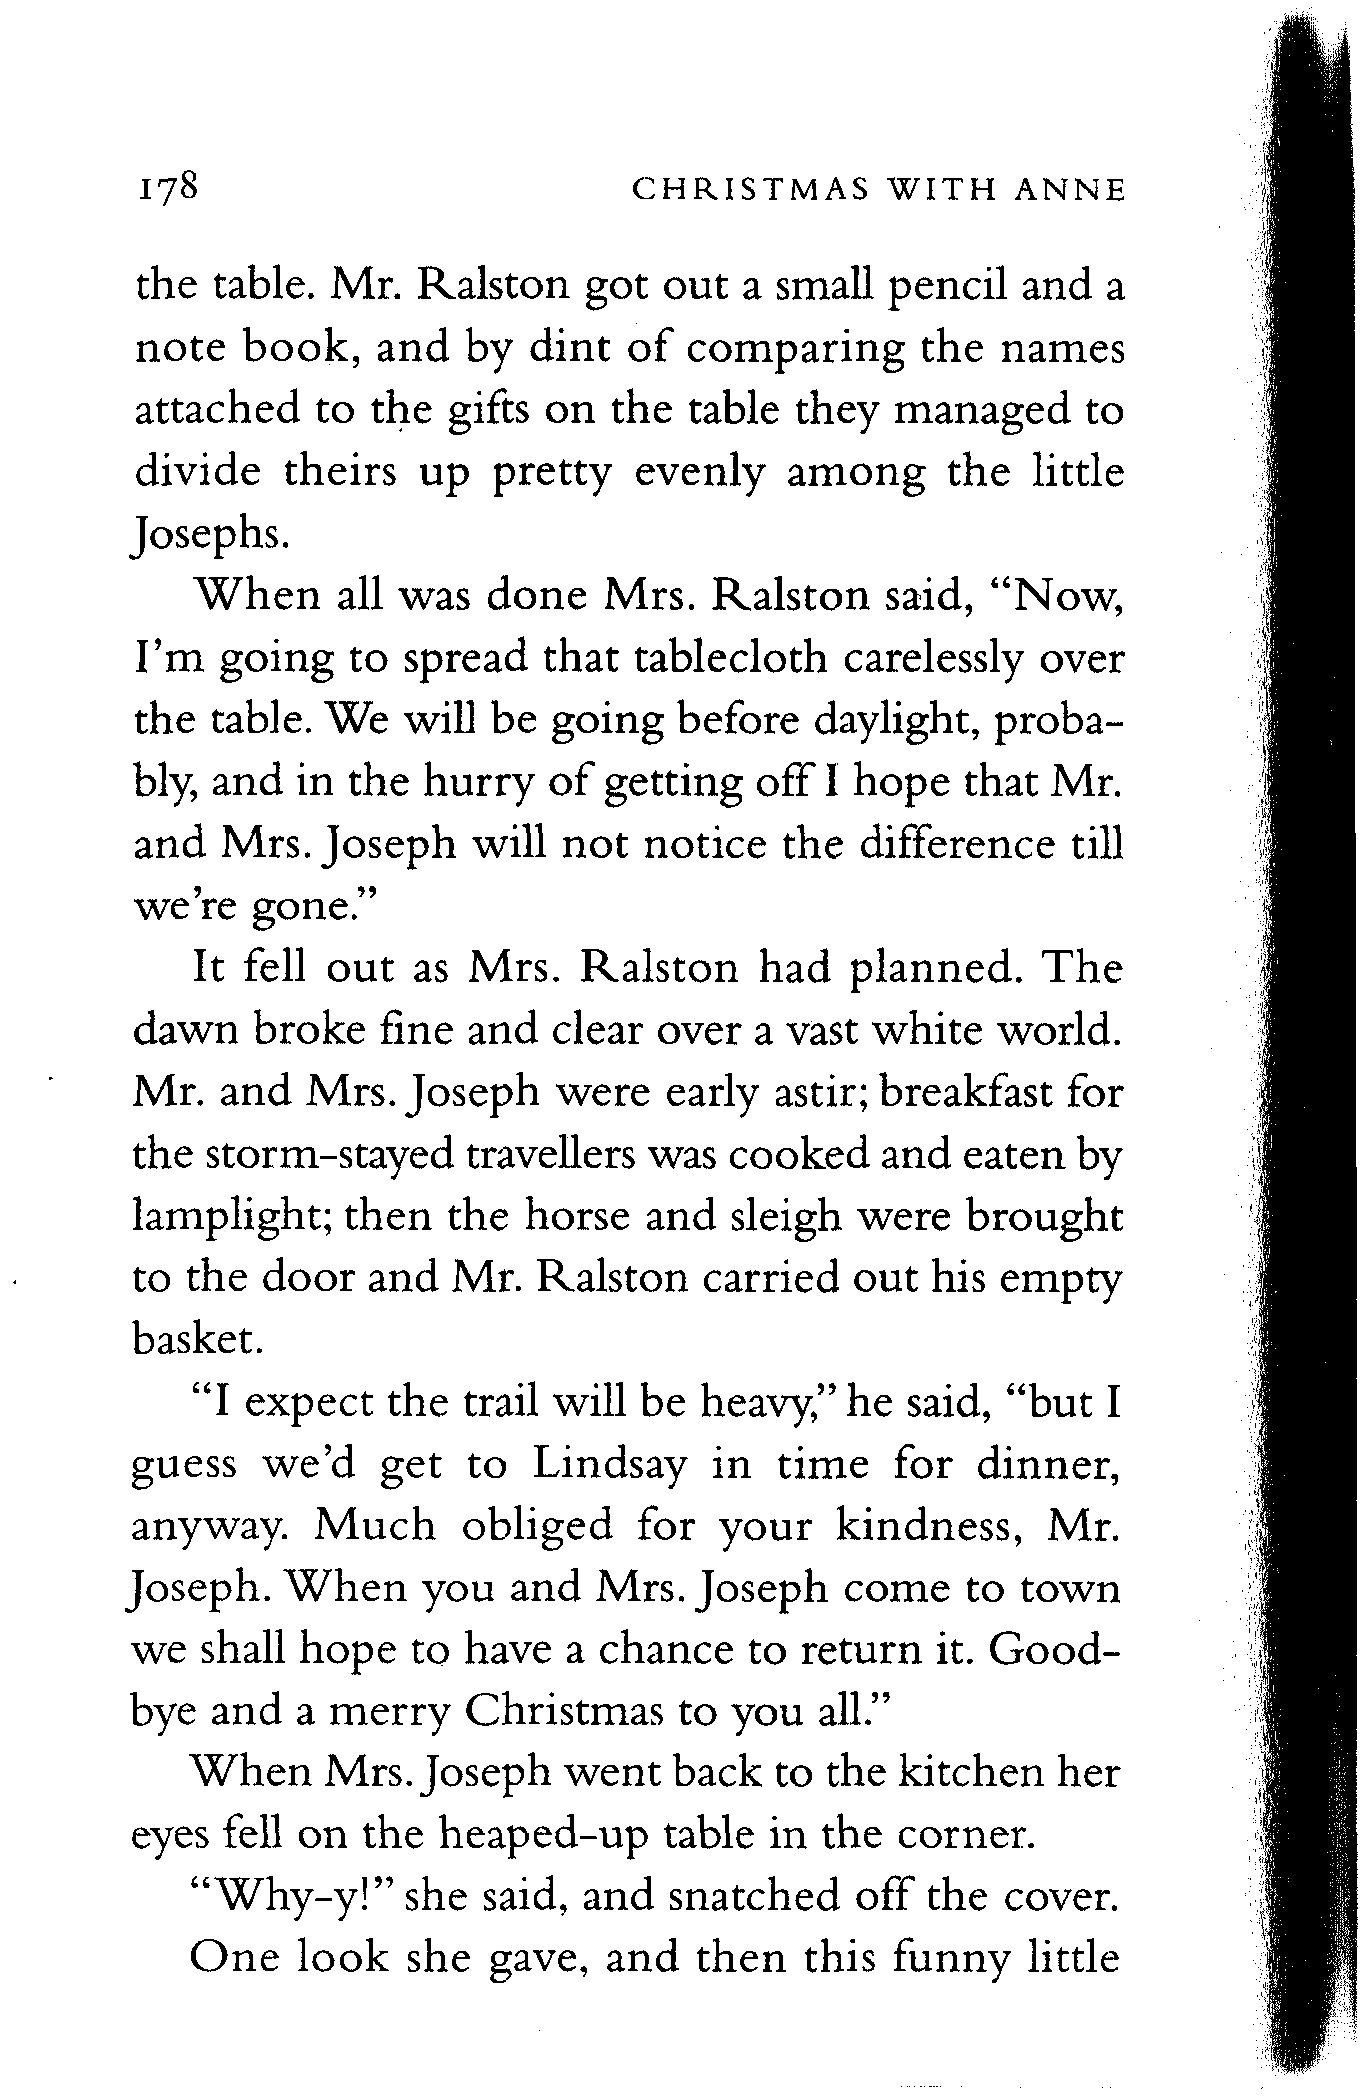 178 CHRISTMAS WITH ANNE
the table. Mr. Ralston got out a small pencil and a
note book, and by dint of comparing the names
attached to the gifts on the table they managed to
divide theirs up pretty evenly among the little
Josephs.
When all was done Mrs. Ralston said, “Now,
I’m going to spread that tablecloth carelessly over
the table. We will be going before daylight, proba-
bly, and in the hurry of getting off I hope that Mr.
and Mrs. Joseph will not notice the difference till
we’re gone.”
It fell out as Mrs. Ralston had planned. The
dawn broke fine and clear over a vast white world.
Mr. and Mrs. Joseph were early astir; breakfast for
the storm-stayed travellers was cooked and eaten by
lamplight; then the horse and sleigh were brought
to the door and Mr. Ralston carried out his empty
basket.
“I expect the trail will be heavy,” he said, “but I
guess we’d get to Lindsay in time for dinner,
anyway. Much obliged for your kindness, Mr.
Joseph. When you and Mrs. Joseph come to town
we shall hope to have a chance to return it. Good-
bye and a merry Christmas to you all.”
When Mrs. Joseph went back to the kitchen her
eyes fell on the heaped-up table in the corner.
“Why-y!” she said, and snatched off the cover.
One look she gave, and then this funny little